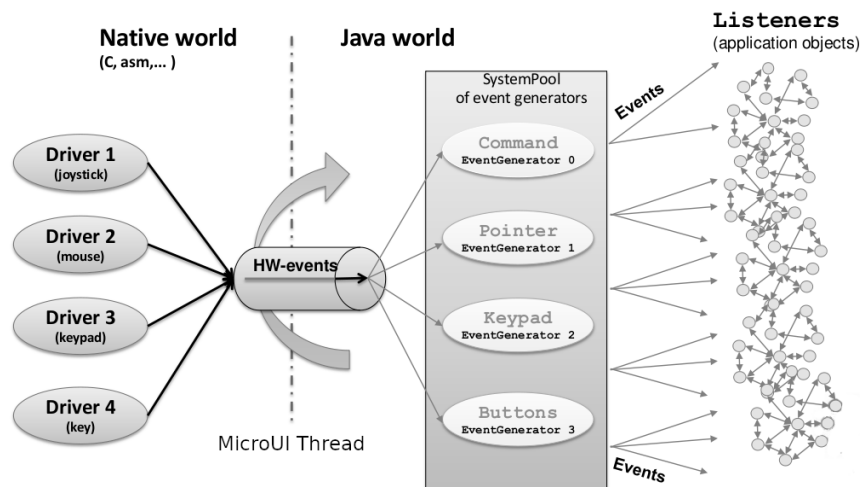 Native world
(C, asm,... )
Java world
Listeners
(application objects)
SystemPool
of event generators
Events
Driver 1
(joystick)
Driver 2
(mouse)
Driver 3
(keypad)
Driver 4
(key)
HW-events
Command
EventGenerator 0
Pointer
EventGenerator 1
Keypad
EventGenerator 2
Buttons
EventGenerator 3
MicroUI Thread
Events